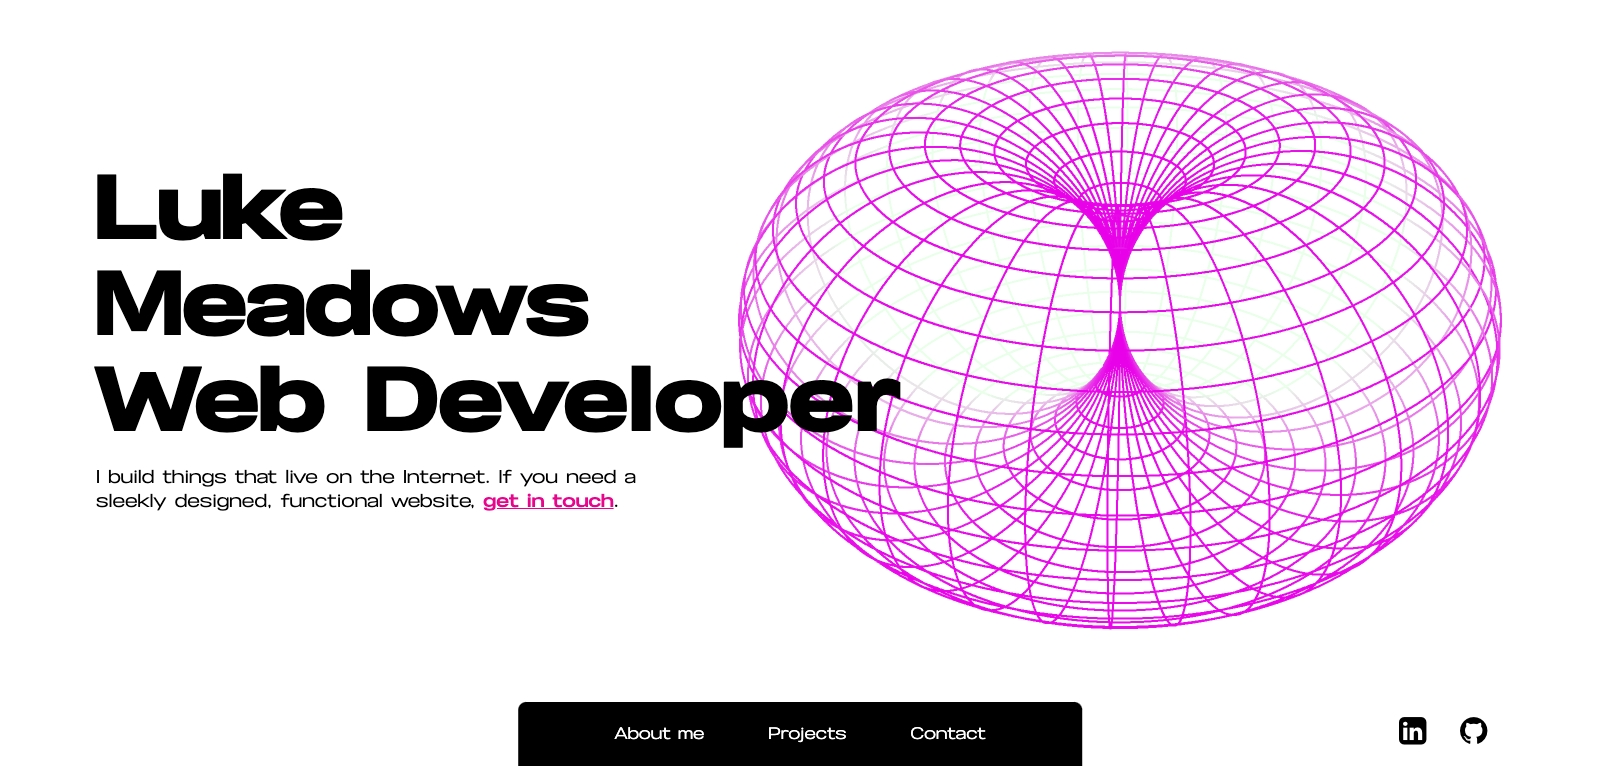 Luke
Meadows
Web Developer
I build things that live on the Internet. If you need a
sleekly designed, functional website, get in touch.
About me
Projects
Contact
in